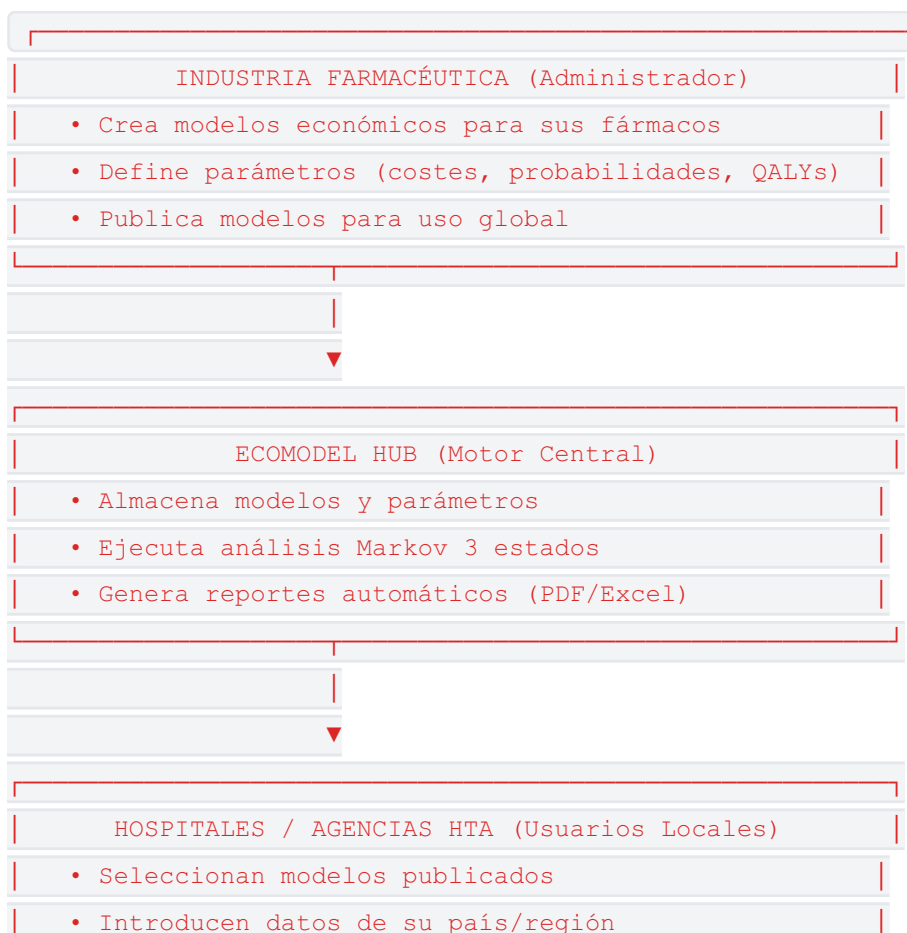 INDUSTRIA FARMACÉUTICA (Administrador)
• Crea modelos económicos para sus fármacos
• Define parámetros (costes, probabilidades, QALYs)
• Publica modelos para uso global
ECOMODEL HUB (Motor Central)
• Almacena modelos y parámetros
• Ejecuta análisis Markov 3 estados
• Genera reportes automáticos (PDF/Excel)
HOSPITALES / AGENCIAS HTA (Usuarios Locales)
• Seleccionan modelos publicados
• Introducen datos de su país/región